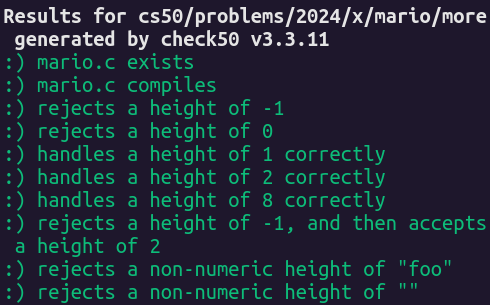 Results for cs50/problems/2024/x/mario/more
generated by check50 v3.3.11
:) mario.c exists
:) mario.c compiles
:) rejects a height of -1
:) rejects a height of 0
:) handles a height of 1 correctly
:) handles a height of 2 correctly
:) handles a height of 8 correctly
:) rejects a height of -1, and then accepts
a height of 2
:) rejects a non-numeric height of "foo"
:) rejects a non-numeric height of ""